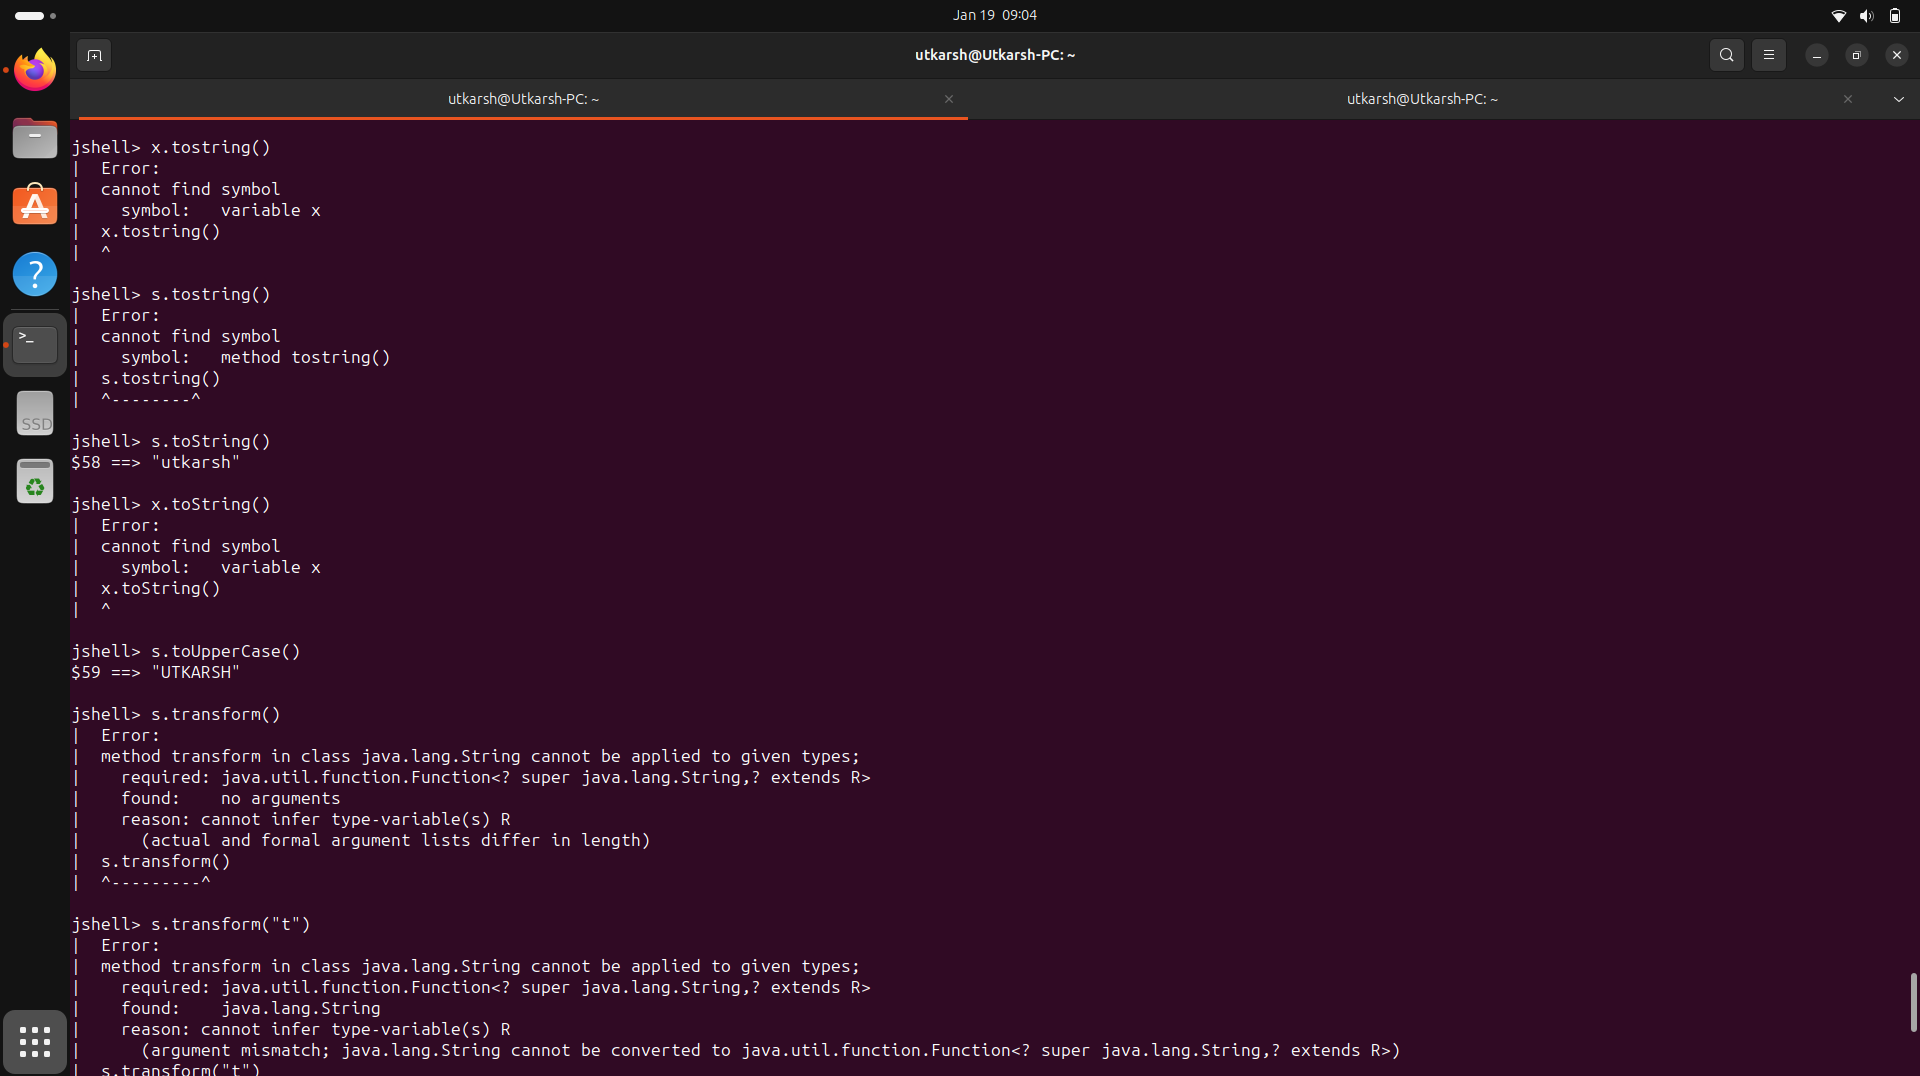 Jan 19  09:04
utkarsh@Utkarsh-PC: ~
utkarsh@Utkarsh-PC: ~
utkarsh@Utkarsh-PC: ~
jshell> x.tostring()
|  Error:
|  cannot find symbol
|    symbol:   variable x
|  x.tostring()
|  ^
jshell> s.tostring()
|  Error:
|  cannot find symbol
|    symbol:   method tostring()
|  s.tostring()
|  ^--------^
jshell> s.toString()
$58 ==> "utkarsh"
jshell> x.toString()
|  Error:
|  cannot find symbol
|    symbol:   variable x
|  x.toString()
|  ^
jshell> s.toUpperCase()
$59 ==> "UTKARSH"
jshell> s.transform()
|  Error:
|  method transform in class java.lang.String cannot be applied to given types;
|    required: java.util.function.Function<? super java.lang.String,? extends R>
|    found:    no arguments
|    reason: cannot infer type-variable(s) R
|      (actual and formal argument lists differ in length)
|  s.transform()
|  ^---------^
jshell> s.transform("t")
|  Error:
|  method transform in class java.lang.String cannot be applied to given types;
|    required: java.util.function.Function<? super java.lang.String,? extends R>
|    found:    java.lang.String
|    reason: cannot infer type-variable(s) R
|      (argument mismatch; java.lang.String cannot be converted to java.util.function.Function<? super java.lang.String,? extends R>)
|  s.transform("t")
>_
SSD